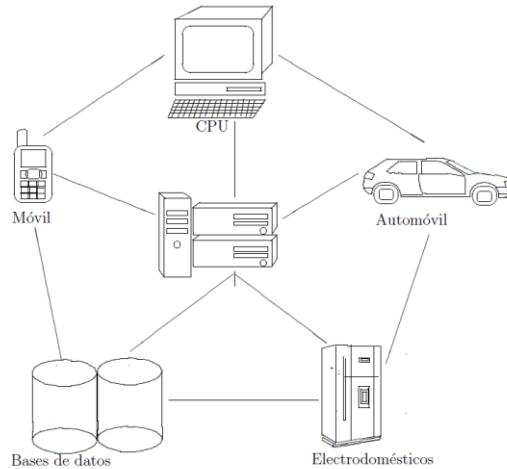 CPU
Móvil
Automóvil
Bases de datos
Electrodomésticos